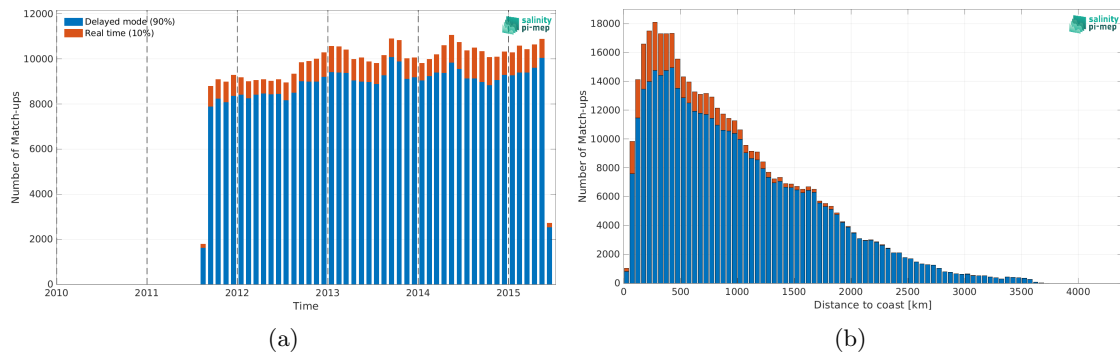 Delayed mode (90%)
Real time (10%)
salinity
pi-mep
12000
10000
8000
6000
4000
2000
0
Number of Match-ups
2010
2011
2012
2013
2014
2015
Time
(a)
salinity
pi-mep
18000
16000
14000
12000
10000
8000
6000
4000
2000
0
Number of Match-ups
0
500
1000
1500
2000
2500
3000
3500
4000
Distance to coast [km]
(b)